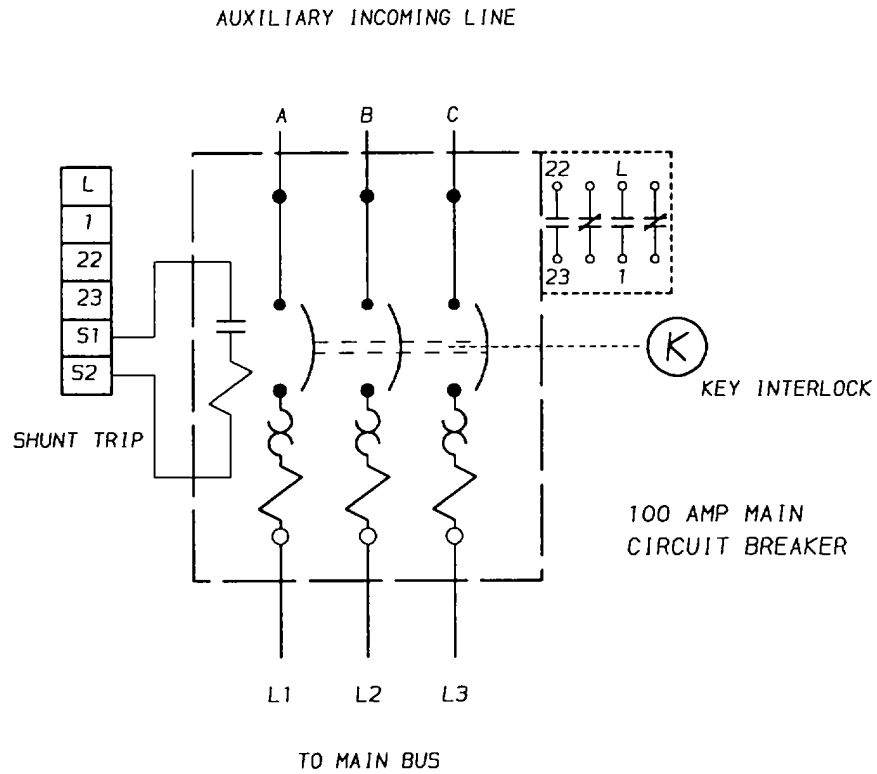 AUXILIARY INCOMING LINE
A B C
L
1
22
23
S1
S2
SHUNT TRIP
22 L
23 1
K
KEY INTERLOCK
100 AMP MAIN
CIRCUIT BREAKER
L1 L2 L3
TO MAIN BUS